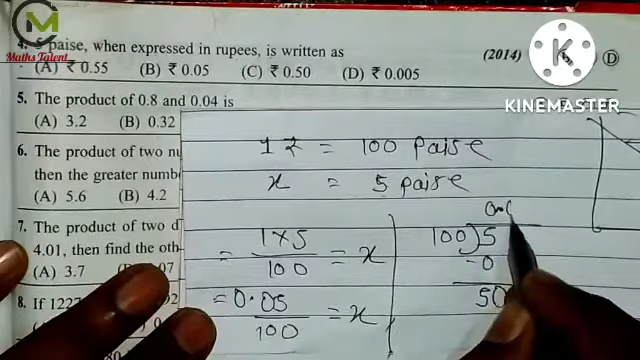 M
Maths Talent
4. 5 paise, when expressed in rupees, is written as (2014)
(A) ₹ 0.55 (B) ₹ 0.05 (C) ₹ 0.50 (D) ₹ 0.005 Ⓓ
K
KINEMASTER
5. The product of 0.8 and 0.04 is
(A) 3.2 (B) 0.32
6. The product of two
then the greater numb
(A) 5.6 (B) 4.2
7. The product of two d
4.01, then find the oth
(A) 3.7 07
8. If 1227
1 ₹ = 100 Paise
x = 5 paise
= 1×5/100 = x
= 0.05/100 = x
0.0
100)5
-0
50